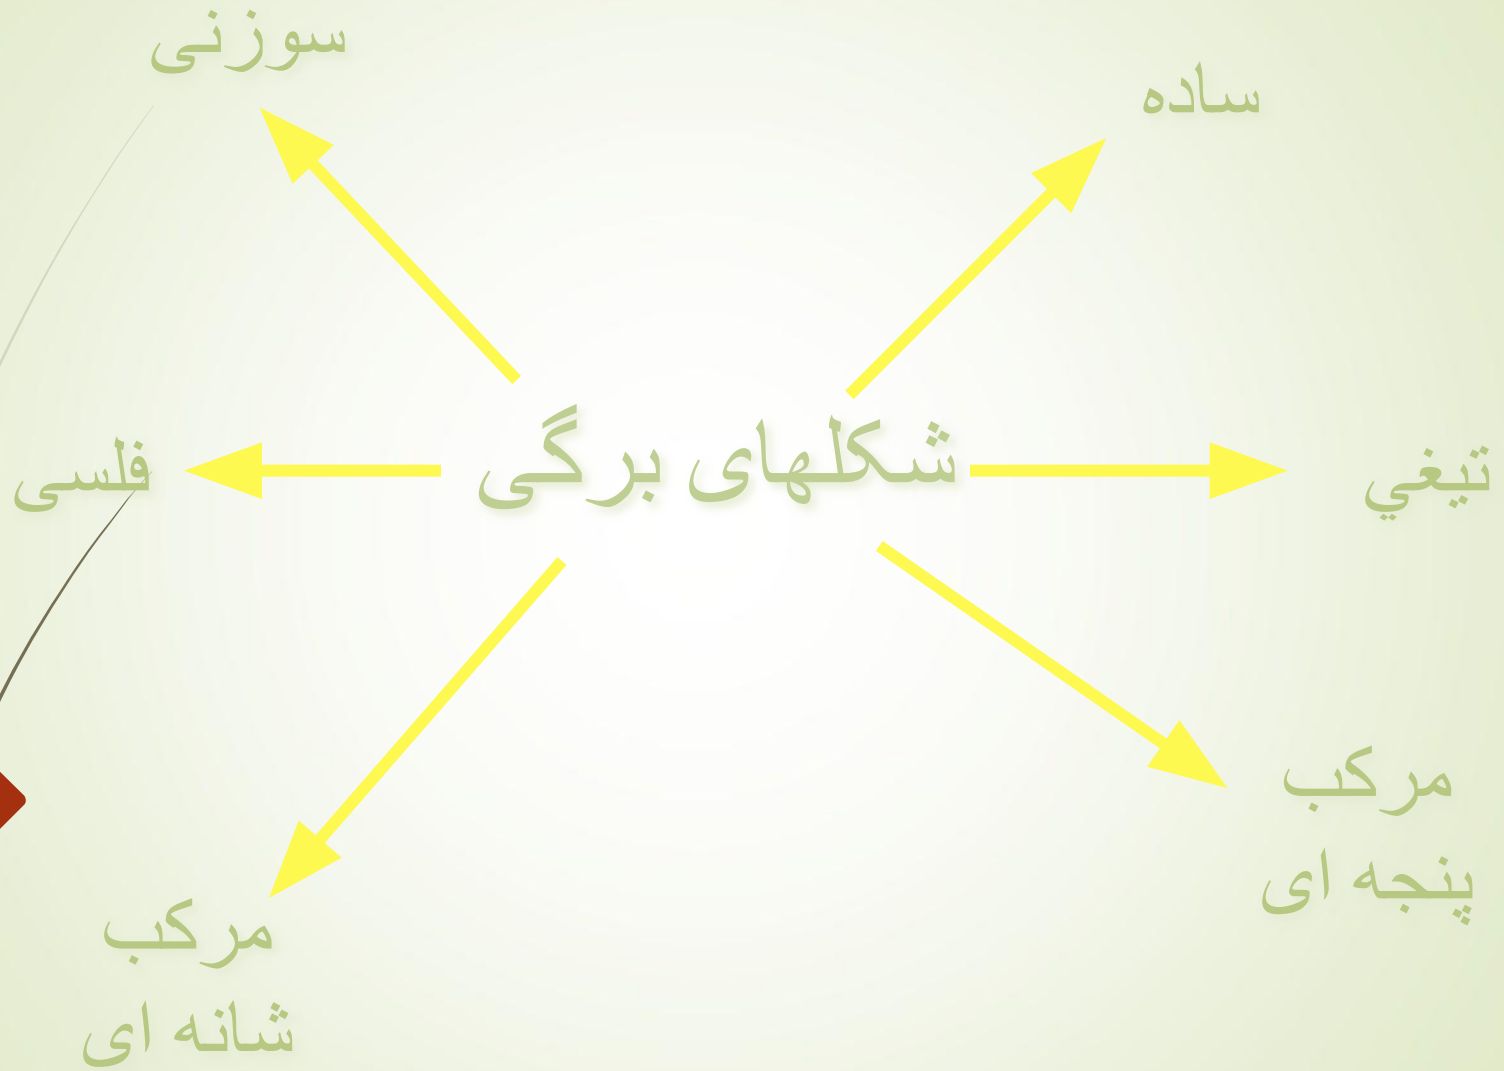 سوزنی
ساده
شکلهای برگی
فلسی
تيغي
مرکب
پنجه ای
مرکب
شانه ای